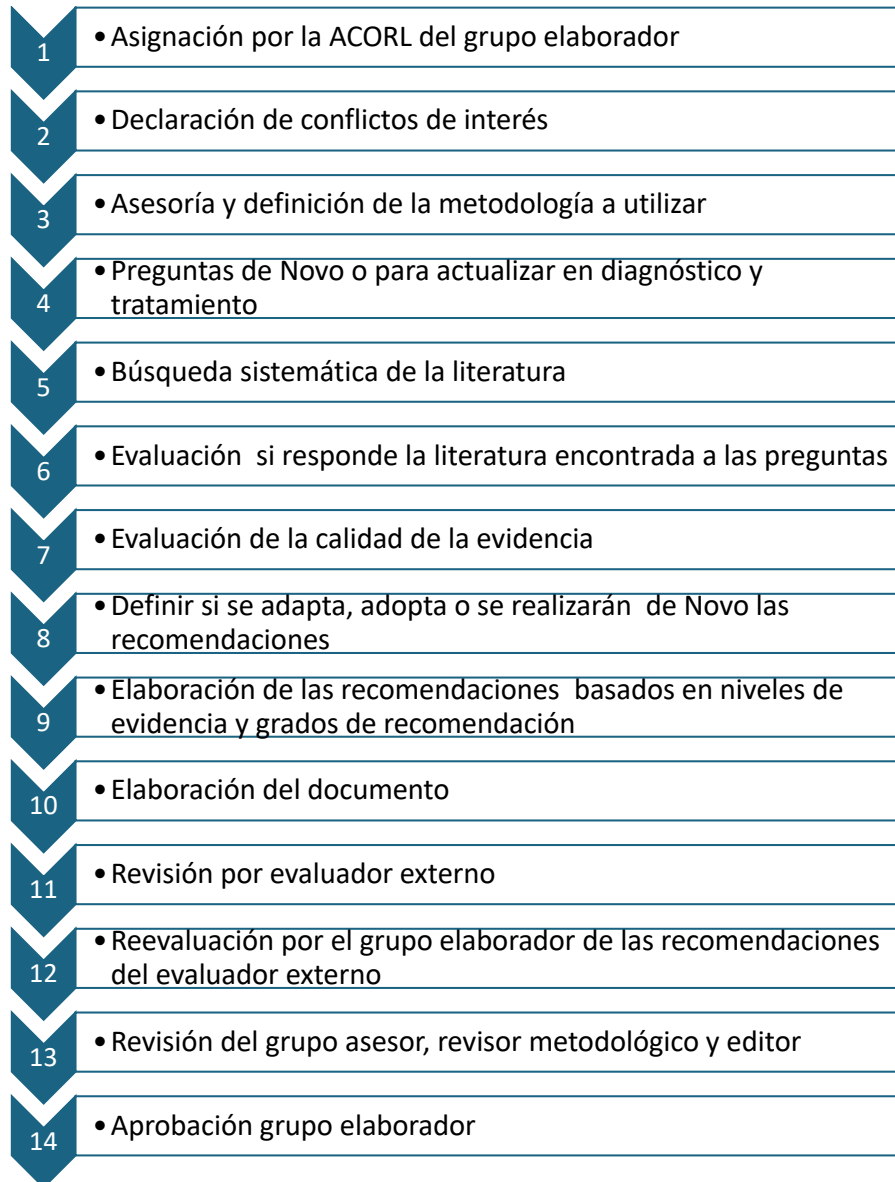 1
• Asignación por la ACORL del grupo elaborador
2
• Declaración de conflictos de interés
3
• Asesoría y definición de la metodología a utilizar
4
• Preguntas de Novo o para actualizar en diagnóstico y
tratamiento
5
• Búsqueda sistemática de la literatura
6
• Evaluación  si responde la literatura encontrada a las preguntas
7
• Evaluación de la calidad de la evidencia
8
• Definir si se adapta, adopta o se realizarán  de Novo las
recomendaciones
9
• Elaboración de las recomendaciones  basados en niveles de
evidencia y grados de recomendación
10
• Elaboración del documento
11
• Revisión por evaluador externo
12
• Reevaluación por el grupo elaborador de las recomendaciones
del evaluador externo
13
• Revisión del grupo asesor, revisor metodológico y editor
14
• Aprobación grupo elaborador